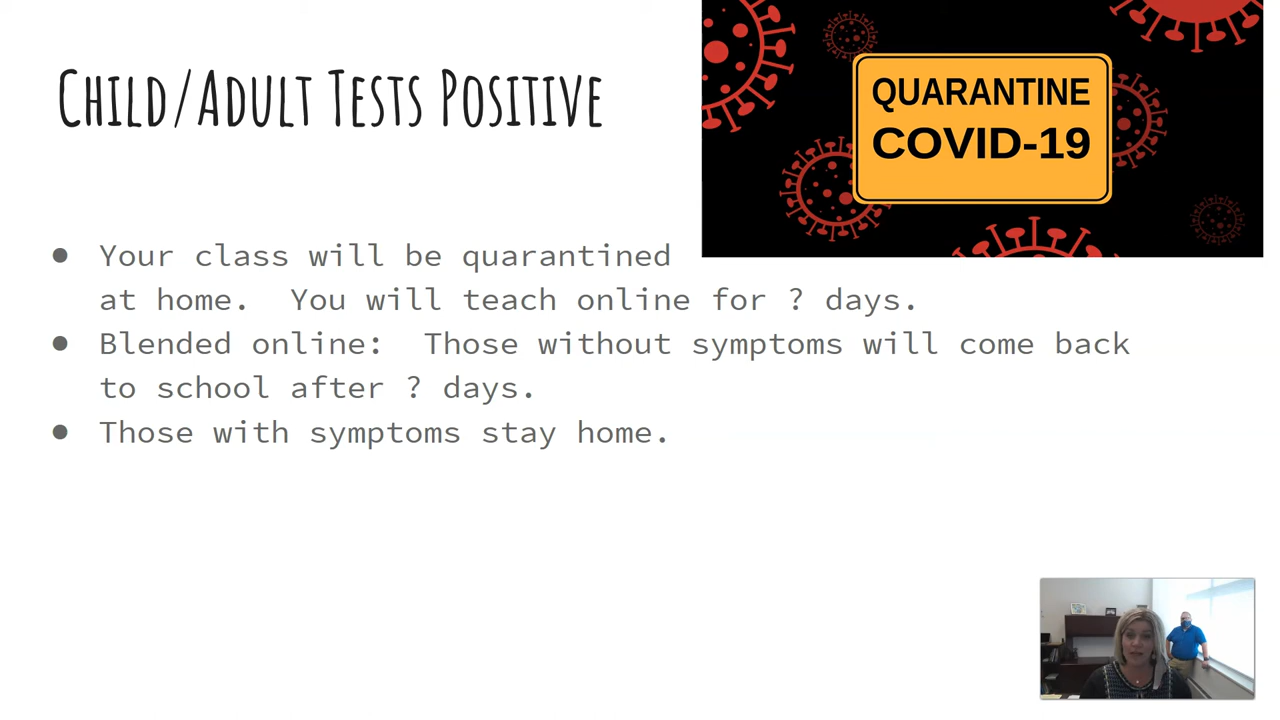 Child/Adult Tests Positive
QUARANTINE
COVID-19
● Your class will be quarantined
at home.  You will teach online for ? days.
● Blended online:  Those without symptoms will come back
to school after ? days.
● Those with symptoms stay home.